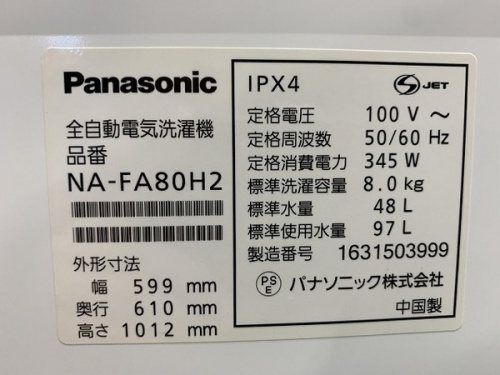 Panasonic
全自動電気洗濯機
品番
NA-FA80H2
外形寸法
幅 599 mm
奥行 610 mm
高さ 1012 mm
IPX4
S JET
定格電圧 100 V ～
定格周波数 50/60 Hz
定格消費電力 345 W
標準洗濯容量 8.0 kg
標準水量 48 L
標準使用水量 97 L
製造番号 1631503999
PS E パナソニック株式会社
中国製